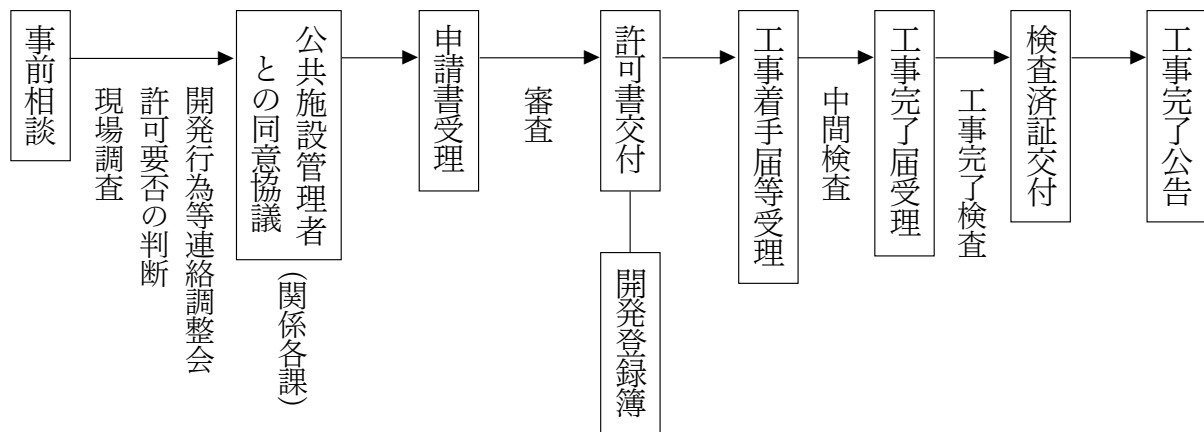 事前相談
現場調査
許可要否の判断
開発行為等連絡調整会
公共施設管理者
との同意協議
(関係各課)
申請書受理
審査
許可書交付
開発登録簿
工事着手届等受理
中間検査
工事完了届受理
工事完了検査
検査済証交付
工事完了公告